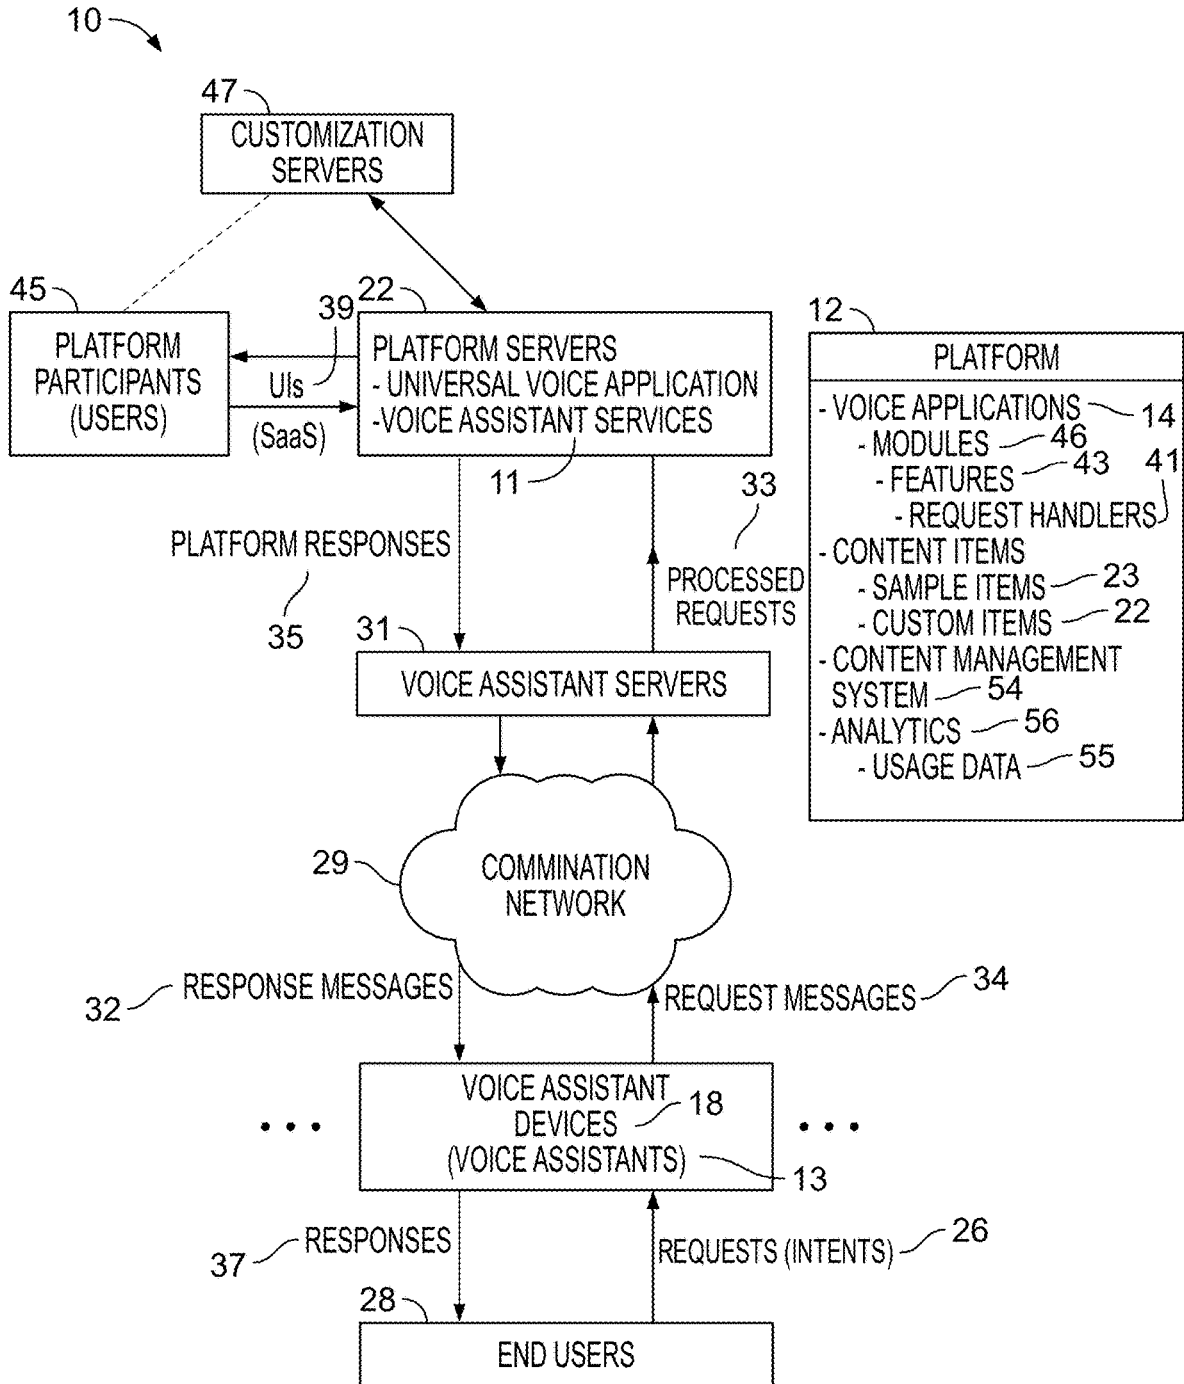 10
47
CUSTOMIZATION
SERVERS
45
PLATFORM
PARTICIPANTS
(USERS)
39
UIs
(SaaS)
22
PLATFORM SERVERS
- UNIVERSAL VOICE APPLICATION
-VOICE ASSISTANT SERVICES
11
12
PLATFORM
- VOICE APPLICATIONS 14
- MODULES 46
- FEATURES 43
- REQUEST HANDLERS 41
- CONTENT ITEMS
- SAMPLE ITEMS 23
- CUSTOM ITEMS 22
- CONTENT MANAGEMENT
SYSTEM 54
- ANALYTICS 56
- USAGE DATA 55
PLATFORM RESPONSES
35
33
PROCESSED
REQUESTS
31
VOICE ASSISTANT SERVERS
29
COMMINATION
NETWORK
32
RESPONSE MESSAGES
REQUEST MESSAGES 34
VOICE ASSISTANT
DEVICES 18
(VOICE ASSISTANTS) 13
37
RESPONSES
REQUESTS (INTENTS) 26
28
END USERS